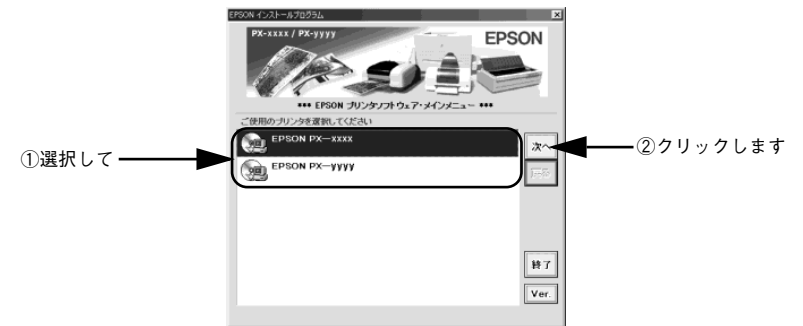 EPSON インストールプログラム
PX-xxxx / PX-yyyy
EPSON
*** EPSON プリンタソフトウェア・メインメニュー ***
ご使用のプリンタを選択してください
EPSON PX-xxxx
次へ
②クリックします
①選択して
EPSON PX-yyyy
戻る
終了
Ver.